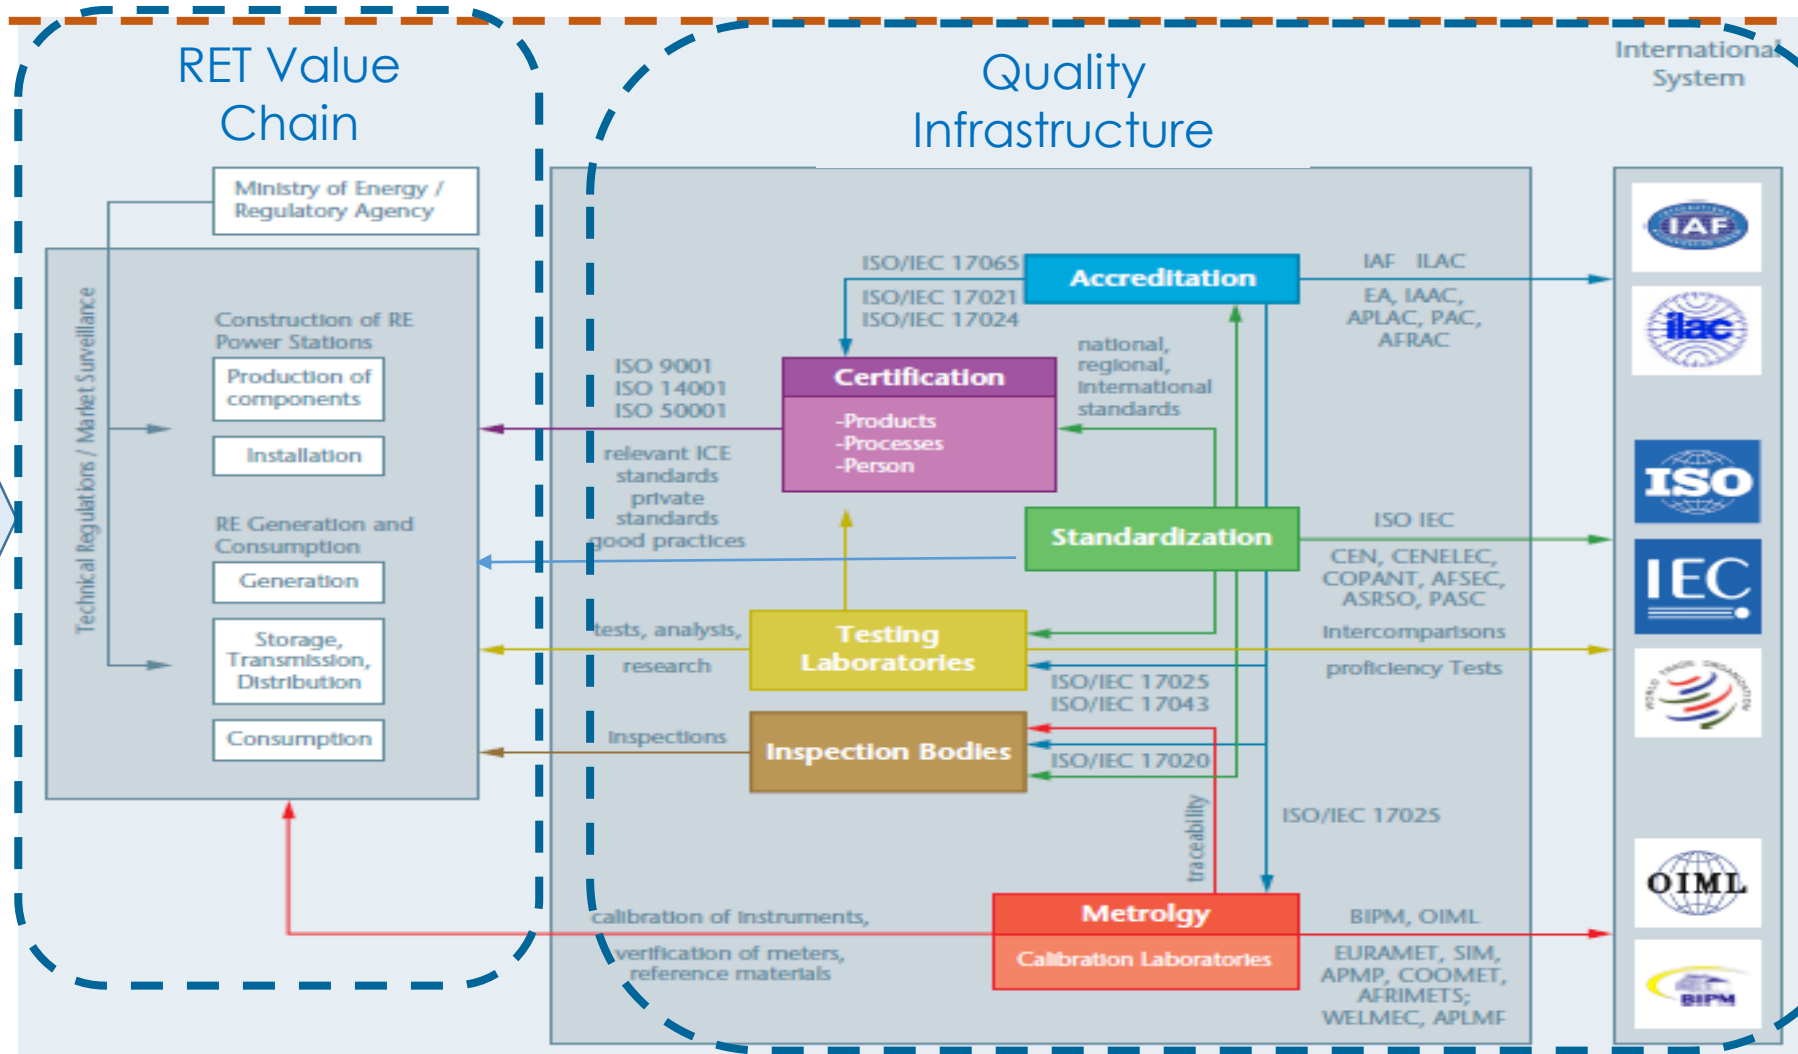 RET Value
Chain
Quality
Infrastructure
International
System
Ministry of Energy /
Regulatory Agency
Technical Regulations / Market Surveillance
Construction of RE
Power Stations
Production of
components
Installation
RE Generation and
Consumption
Generation
Storage,
Transmission,
Distribution
Consumption
ISO/IEC 17065
ISO/IEC 17021
ISO/IEC 17024
Accreditation
IAF ILAC
EA, IAAC,
APLAC, PAC,
AFRAC
ISO 9001
ISO 14001
ISO 50001
relevant ICE
standards
private
standards
good practices
Certification
-Products
-Processes
-Person
national,
regional,
international
standards
Standardization
ISO IEC
CEN, CENELEC,
COPANT, AFSEC,
ASRSO, PASC
tests, analysis,
research
Testing
Laboratories
intercomparisons
proficiency Tests
ISO/IEC 17025
ISO/IEC 17043
inspections
Inspection Bodies
ISO/IEC 17020
traceability
ISO/IEC 17025
calibration of instruments,
verification of meters,
reference materials
Metrolgy
Calibration Laboratories
BIPM, OIML
EURAMET, SIM,
APMP, COOMET,
AFRIMETS;
WELMEC, APLMF
IAF
ilac
ISO
IEC
WORLD TRADE ORGANIZATION
OIML
BIPM